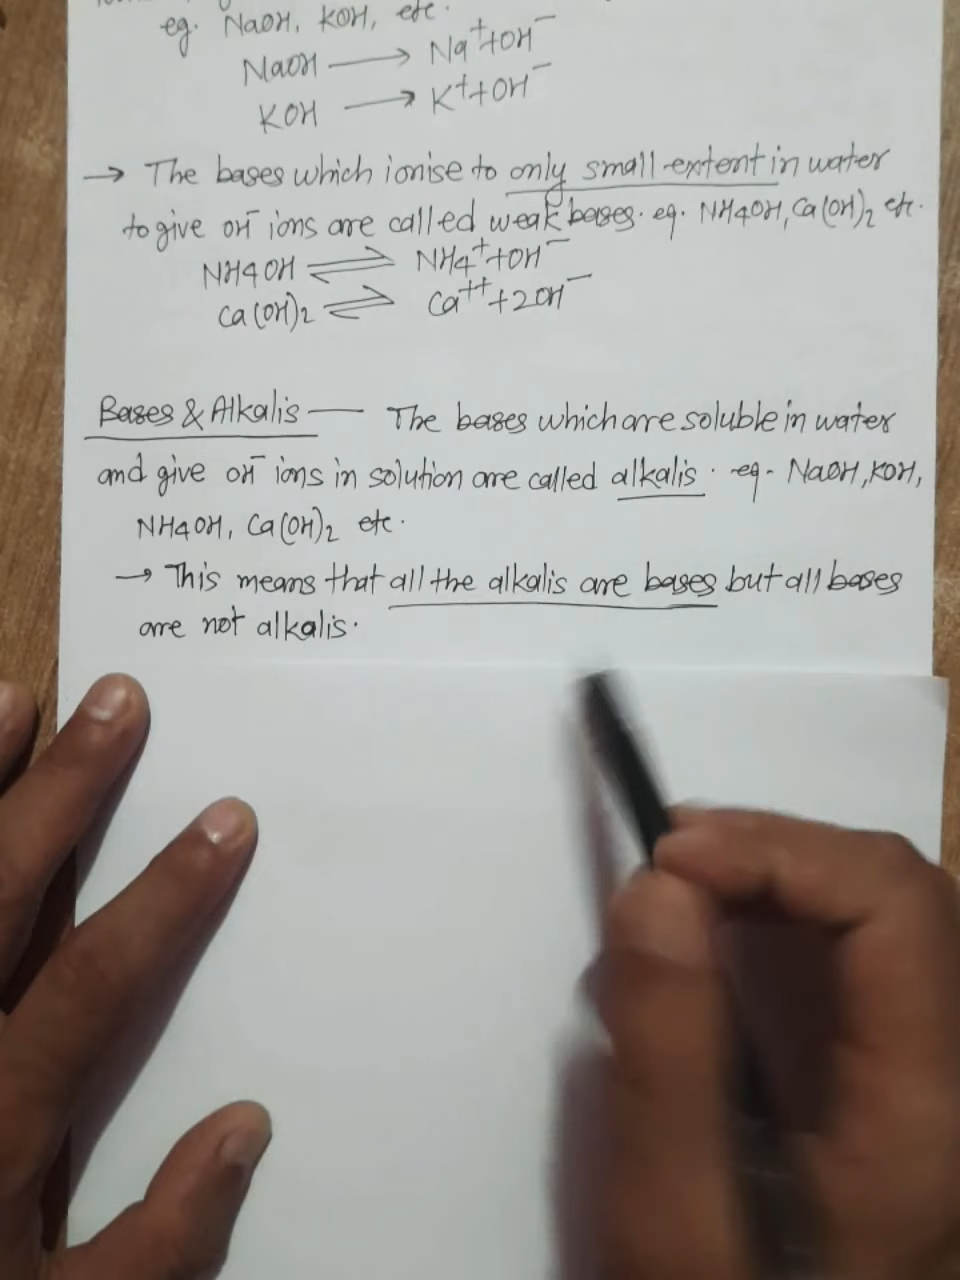 eg. NaOH, KOH, etc.
NaOH → Na⁺+OH⁻
KOH → K⁺+OH⁻
→ The bases which ionise to only small extent in water
to give OH⁻ ions are called weak bases. eg. NH4OH, Ca(OH)₂ etc.
NH4OH ⇌ NH4⁺+OH⁻
Ca(OH)₂ ⇌ Ca⁺⁺+2OH⁻
Bases & Alkalis — The bases which are soluble in water
and give OH⁻ ions in solution are called alkalis. eg- NaOH, KOH,
NH4OH, Ca(OH)₂ etc.
→ This means that all the alkalis are bases but all bases
are not alkalis.